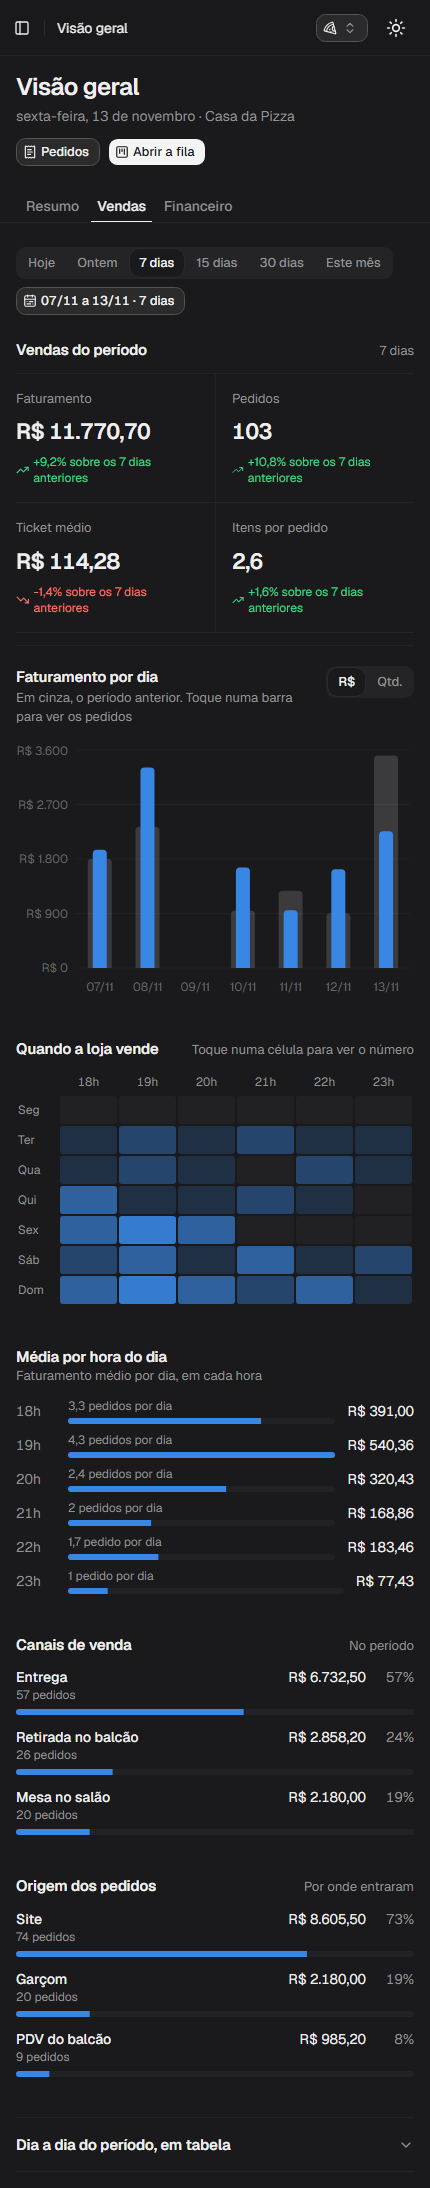 Visão geral
Visão geral
sexta-feira, 13 de novembro · Casa da Pizza
Pedidos
Abrir a fila
Resumo Vendas Financeiro
Hoje Ontem 7 dias 15 dias 30 dias Este mês
07/11 a 13/11 · 7 dias
Vendas do período 7 dias
Faturamento
R$ 11.770,70
+9,2% sobre os 7 dias
anteriores
Pedidos
103
+10,8% sobre os 7 dias
anteriores
Ticket médio
R$ 114,28
-1,4% sobre os 7 dias
anteriores
Itens por pedido
2,6
+1,6% sobre os 7 dias
anteriores
Faturamento por dia
Em cinza, o período anterior. Toque numa barra
para ver os pedidos
R$ Qtd.
R$ 3.600
R$ 2.700
R$ 1.800
R$ 900
R$ 0
07/11 08/11 09/11 10/11 11/11 12/11 13/11
Quando a loja vende Toque numa célula para ver o número
18h 19h 20h 21h 22h 23h
Seg
Ter
Qua
Qui
Sex
Sáb
Dom
Média por hora do dia
Faturamento médio por dia, em cada hora
18h 3,3 pedidos por dia R$ 391,00
19h 4,3 pedidos por dia R$ 540,36
20h 2,4 pedidos por dia R$ 320,43
21h 2 pedidos por dia R$ 168,86
22h 1,7 pedido por dia R$ 183,46
23h 1 pedido por dia R$ 77,43
Canais de venda No período
Entrega R$ 6.732,50 57%
57 pedidos
Retirada no balcão R$ 2.858,20 24%
26 pedidos
Mesa no salão R$ 2.180,00 19%
20 pedidos
Origem dos pedidos Por onde entraram
Site R$ 8.605,50 73%
74 pedidos
Garçom R$ 2.180,00 19%
20 pedidos
PDV do balcão R$ 985,20 8%
9 pedidos
Dia a dia do período, em tabela